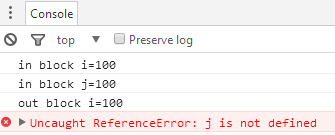 Console
top Preserve log
in block i=100
in block j=100
out block i=100
Uncaught ReferenceError: j is not defined